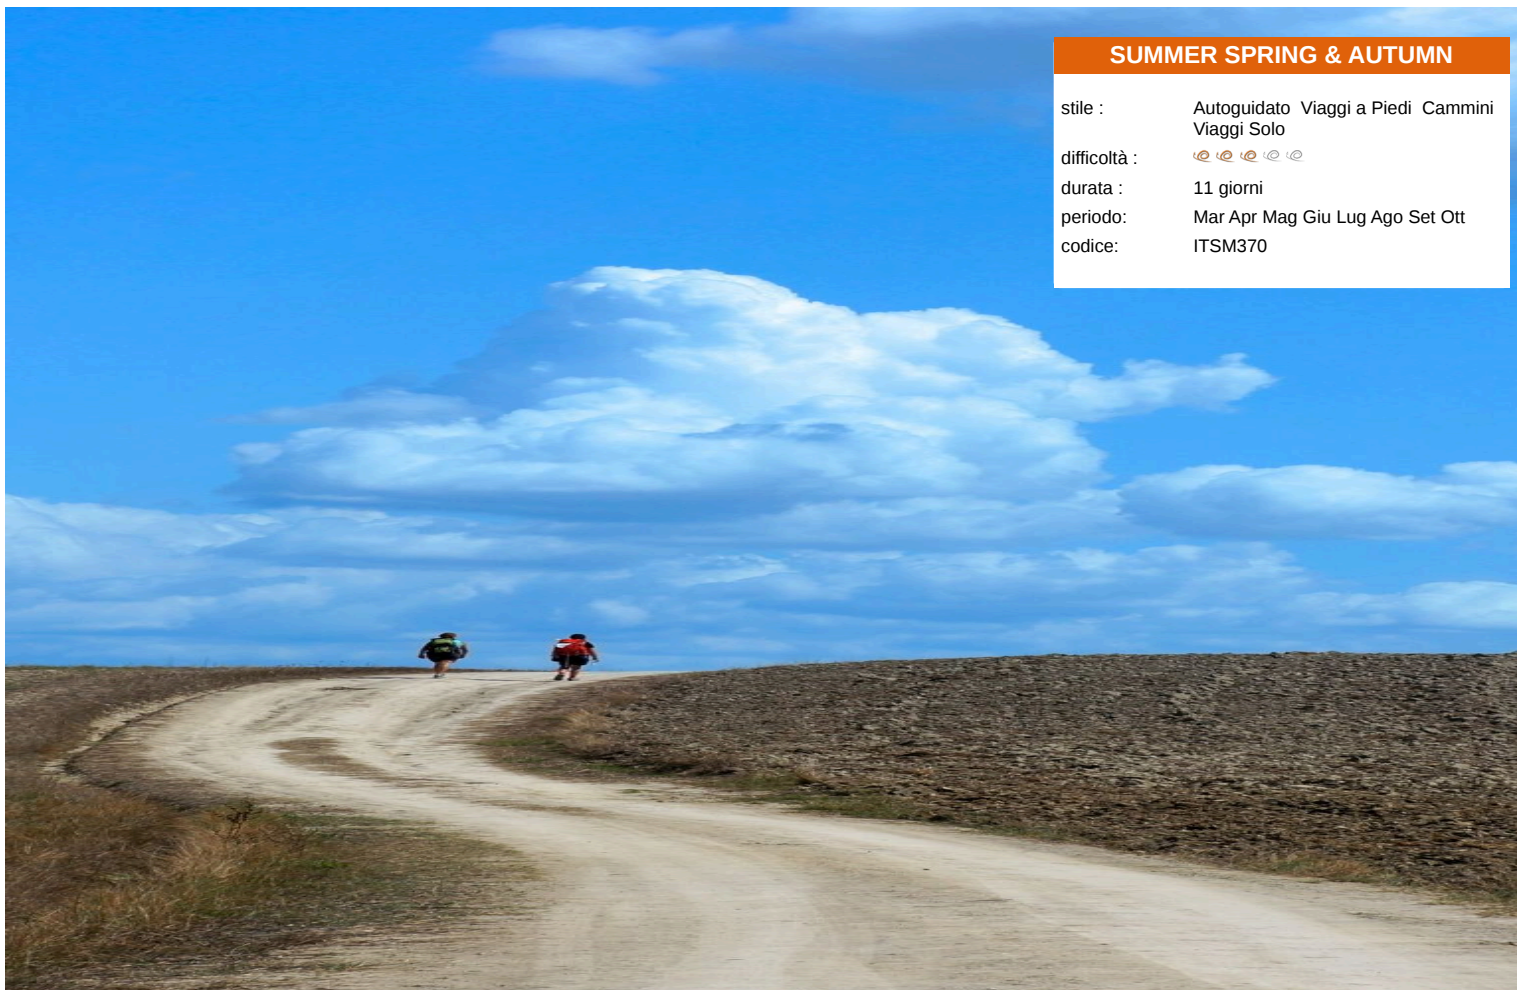 SUMMER SPRING & AUTUMN
stile : Autoguidato Viaggi a Piedi Cammini
Viaggi Solo
difficoltà :
durata : 11 giorni
periodo: Mar Apr Mag Giu Lug Ago Set Ott
codice: ITSM370